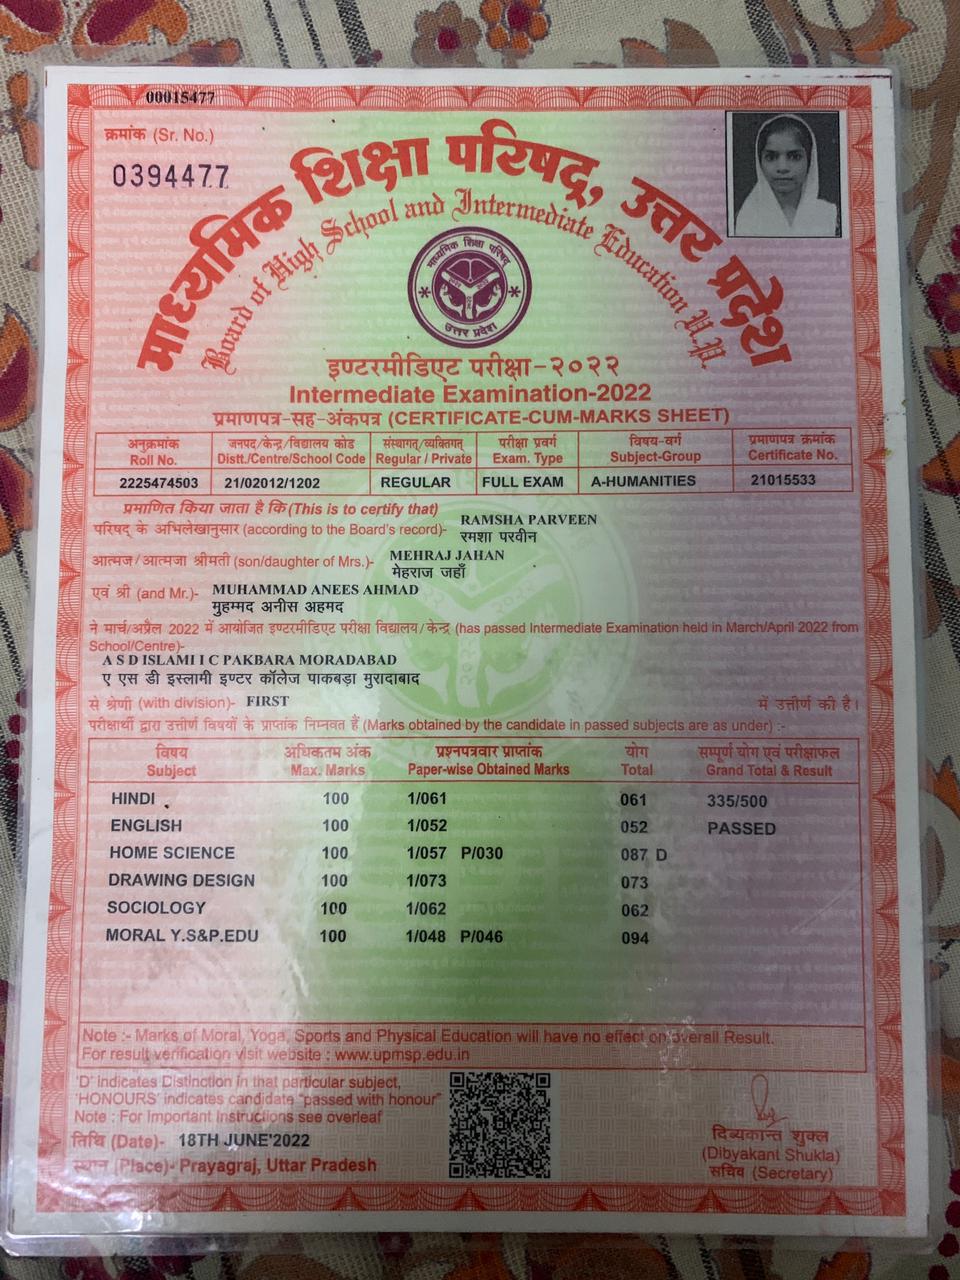 00015477
क्रमांक (Sr. No.)
0394477
माध्यमिक शिक्षा परिषद्, उत्तर प्रदेश
Board of High School and Intermediate Education U.P.
माध्यमिक शिक्षा परिषद्
उत्तर प्रदेश
इण्टरमीडिएट परीक्षा-२०२२
Intermediate Examination-2022
प्रमाणपत्र-सह-अंकपत्र (CERTIFICATE-CUM-MARKS SHEET)
अनुक्रमांक जनपद/केन्द्र/विद्यालय कोड संस्थागत/व्यक्तिगत परीक्षा प्रवर्ग विषय-वर्ग प्रमाणपत्र क्रमांक
Roll No. Distt./Centre/School Code Regular / Private Exam. Type Subject-Group Certificate No.
2225474503 21/02012/1202 REGULAR FULL EXAM A-HUMANITIES 21015533
प्रमाणित किया जाता है कि (This is to certify that)
परिषद् के अभिलेखानुसार (according to the Board's record)- RAMSHA PARVEEN
रमशा परवीन
आत्मज/आत्मजा श्रीमती (son/daughter of Mrs.)- MEHRAJ JAHAN
मेहराज जहाँ
एवं श्री (and Mr.)- MUHAMMAD ANEES AHMAD
मुहम्मद अनीस अहमद
ने मार्च/अप्रैल 2022 में आयोजित इण्टरमीडिएट परीक्षा विद्यालय/केन्द्र (has passed Intermediate Examination held in March/April 2022 from
School/Centre)-
A S D ISLAMI I C PAKBARA MORADABAD
ए एस डी इस्लामी इण्टर कॉलेज पाकबड़ा मुरादाबाद
से श्रेणी (with division)- FIRST में उत्तीर्ण की है।
परीक्षार्थी द्वारा उत्तीर्ण विषयों के प्राप्तांक निम्नवत हैं (Marks obtained by the candidate in passed subjects are as under) :-
विषय अधिकतम अंक प्रश्नपत्रवार प्राप्तांक योग सम्पूर्ण योग एवं परीक्षाफल
Subject Max. Marks Paper-wise Obtained Marks Total Grand Total & Result
HINDI 100 1/061 061 335/500
ENGLISH 100 1/052 052 PASSED
HOME SCIENCE 100 1/057 P/030 087 D
DRAWING DESIGN 100 1/073 073
SOCIOLOGY 100 1/062 062
MORAL Y.S&P.EDU 100 1/048 P/046 094
Note :- Marks of Moral, Yoga, Sports and Physical Education will have no effect on overall Result.
For result verification visit website : www.upmsp.edu.in
'D' indicates Distinction in that particular subject,
'HONOURS' indicates candidate "passed with honour"
Note : For Important Instructions see overleaf
तिथि (Date)- 18TH JUNE'2022
स्थान (Place)- Prayagraj, Uttar Pradesh
दिब्यकान्त शुक्ल
(Dibyakant Shukla)
सचिव (Secretary)